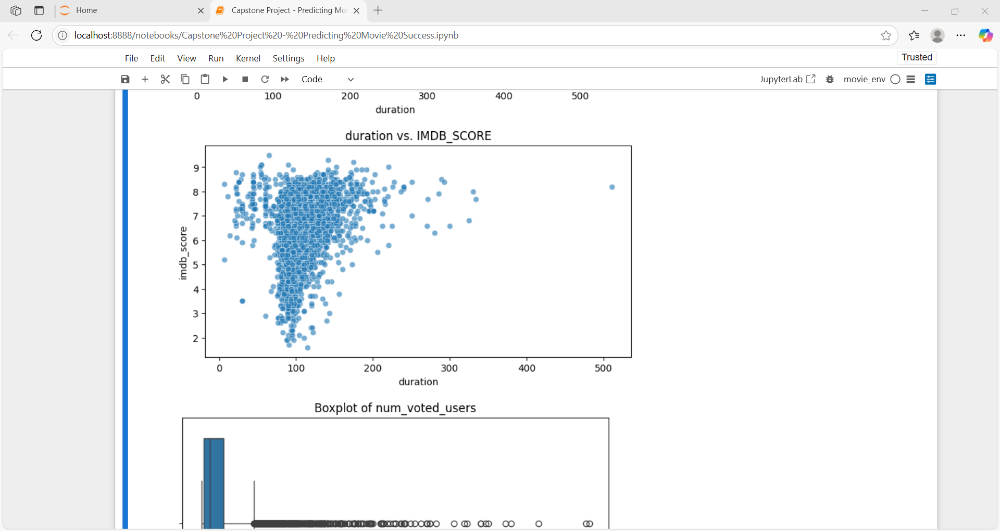 Home
Capstone Project - Predicting Mo
localhost:8888/notebooks/Capstone%20Project%20-%20Predicting%20Movie%20Success.ipynb
File Edit View Run Kernel Settings Help
Trusted
Code
JupyterLab
movie_env
0 100 200 300 400 500
duration
duration vs. IMDB_SCORE
9
8
7
6
5
4
3
2
imdb_score
0 100 200 300 400 500
duration
Boxplot of num_voted_users